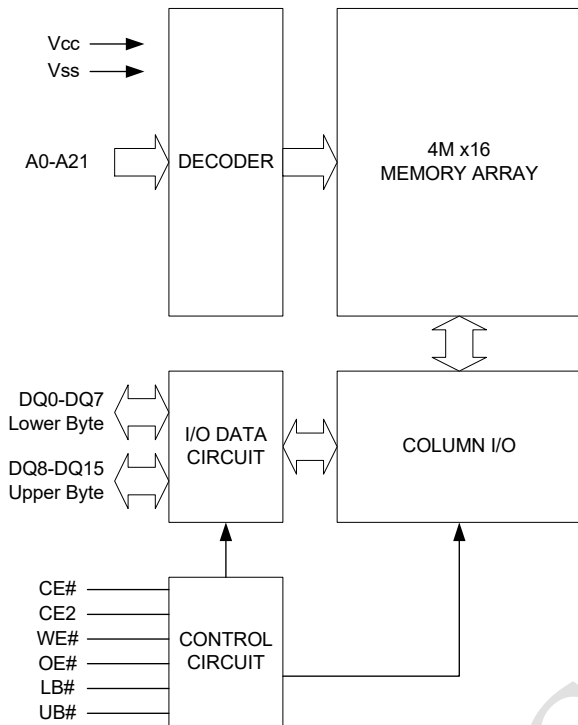 Vcc
Vss
A0-A21
DECODER
4M x16
MEMORY ARRAY
DQ0-DQ7
Lower Byte
DQ8-DQ15
Upper Byte
I/O DATA
CIRCUIT
COLUMN I/O
CE#
CE2
WE#
OE#
LB#
UB#
CONTROL
CIRCUIT